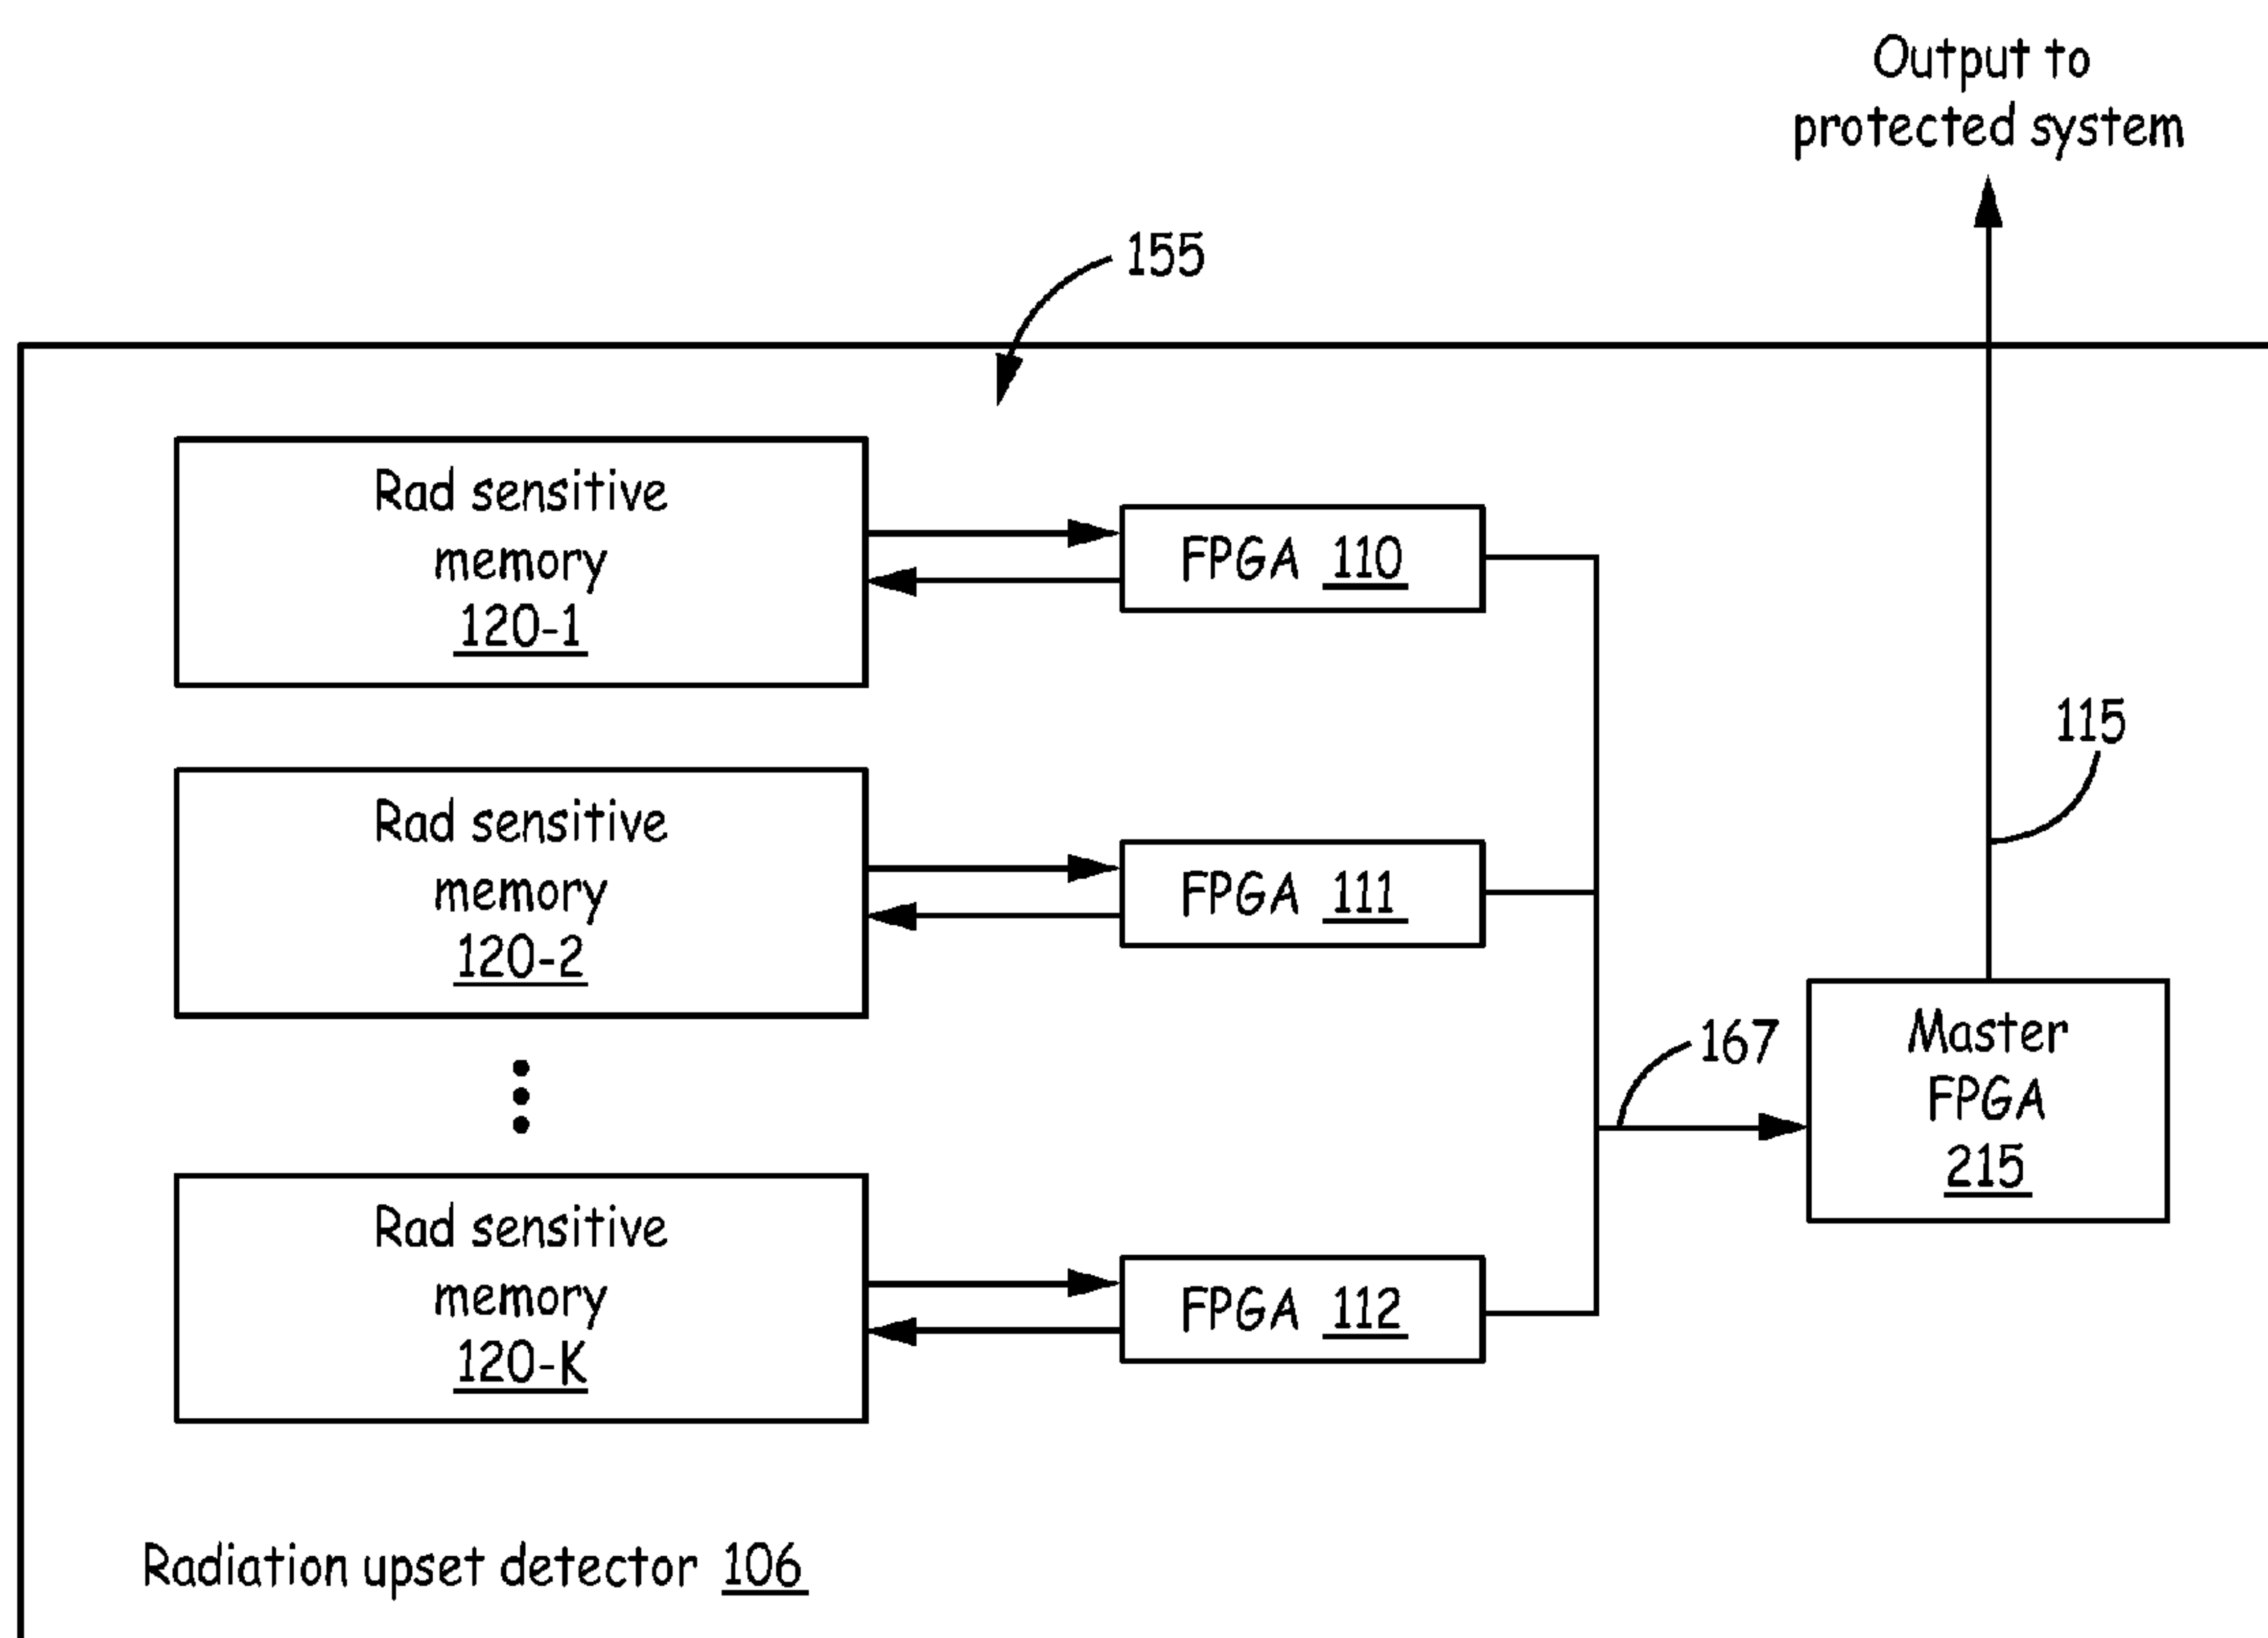 Output to
protected system
155
Rad sensitive
memory
120-1
FPGA 110
115
Rad sensitive
memory
120-2
FPGA 111
167
Master
FPGA
215
Rad sensitive
memory
120-K
FPGA 112
Radiation upset detector 106